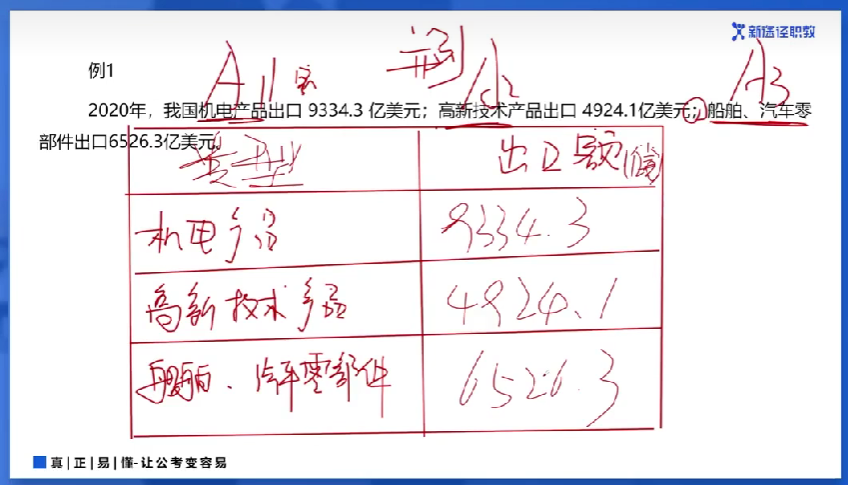 新途径职教
例1
A1 A2 A3
2020年，我国机电产品出口 9334.3 亿美元；高新技术产品出口 4924.1亿美元；船舶、汽车零
部件出口6526.3亿美元。
类型 出口额(亿)
机电产品 9334.3
高新技术产品 4924.1
船舶、汽车零部件 6526.3
真|正|易|懂-让公考变容易